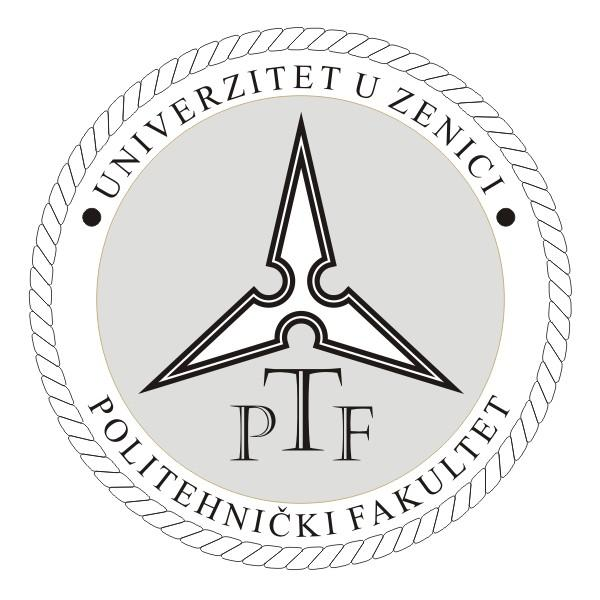 UNIVERZITET U ZENICI
PTF
POLITEHNIČKI FAKULTET